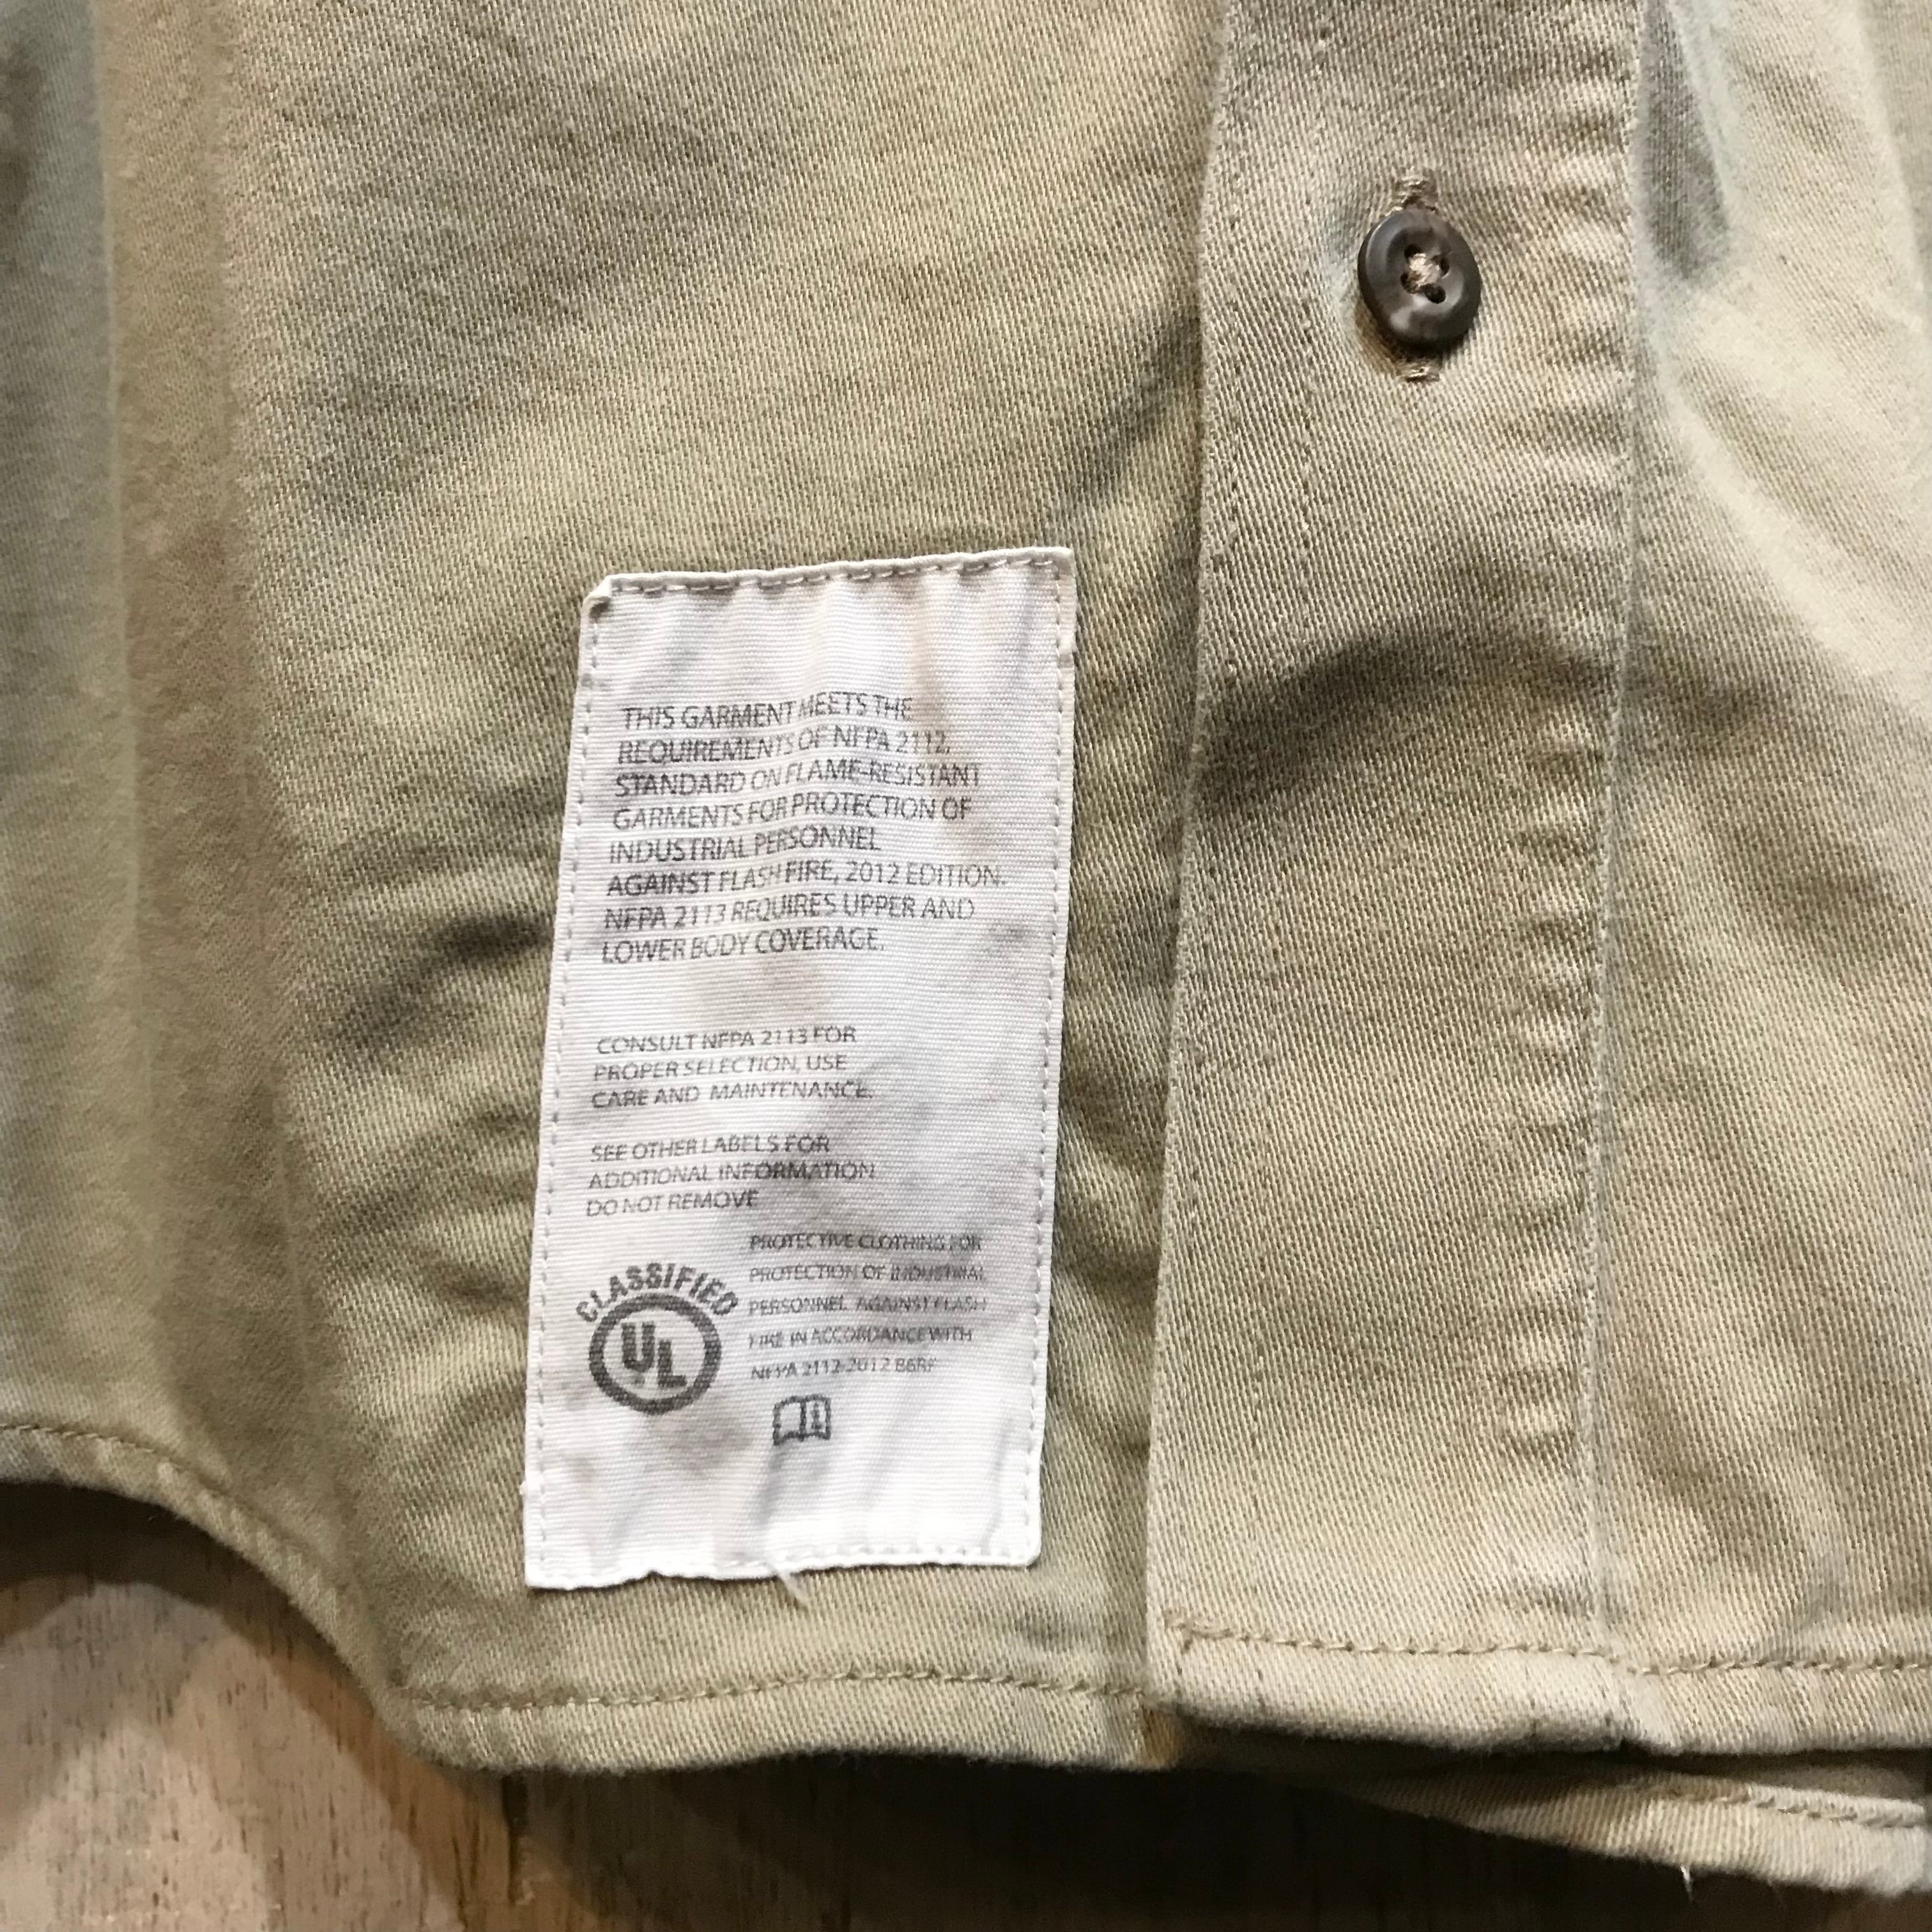 THIS GARMENT MEETS THE
REQUIREMENTS OF NFPA 2112,
STANDARD ON FLAME-RESISTANT
GARMENTS FOR PROTECTION OF
INDUSTRIAL PERSONNEL
AGAINST FLASH FIRE, 2012 EDITION.
NFPA 2113 REQUIRES UPPER AND
LOWER BODY COVERAGE.
CONSULT NFPA 2113 FOR
PROPER SELECTION, USE
CARE AND MAINTENANCE.
SEE OTHER LABELS FOR
ADDITIONAL INFORMATION
DO NOT REMOVE
CLASSIFIED
UL
PROTECTIVE CLOTHING FOR
PROTECTION OF INDUSTRIAL
PERSONNEL AGAINST FLASH
FIRE IN ACCORDANCE WITH
NFPA 2112-2012